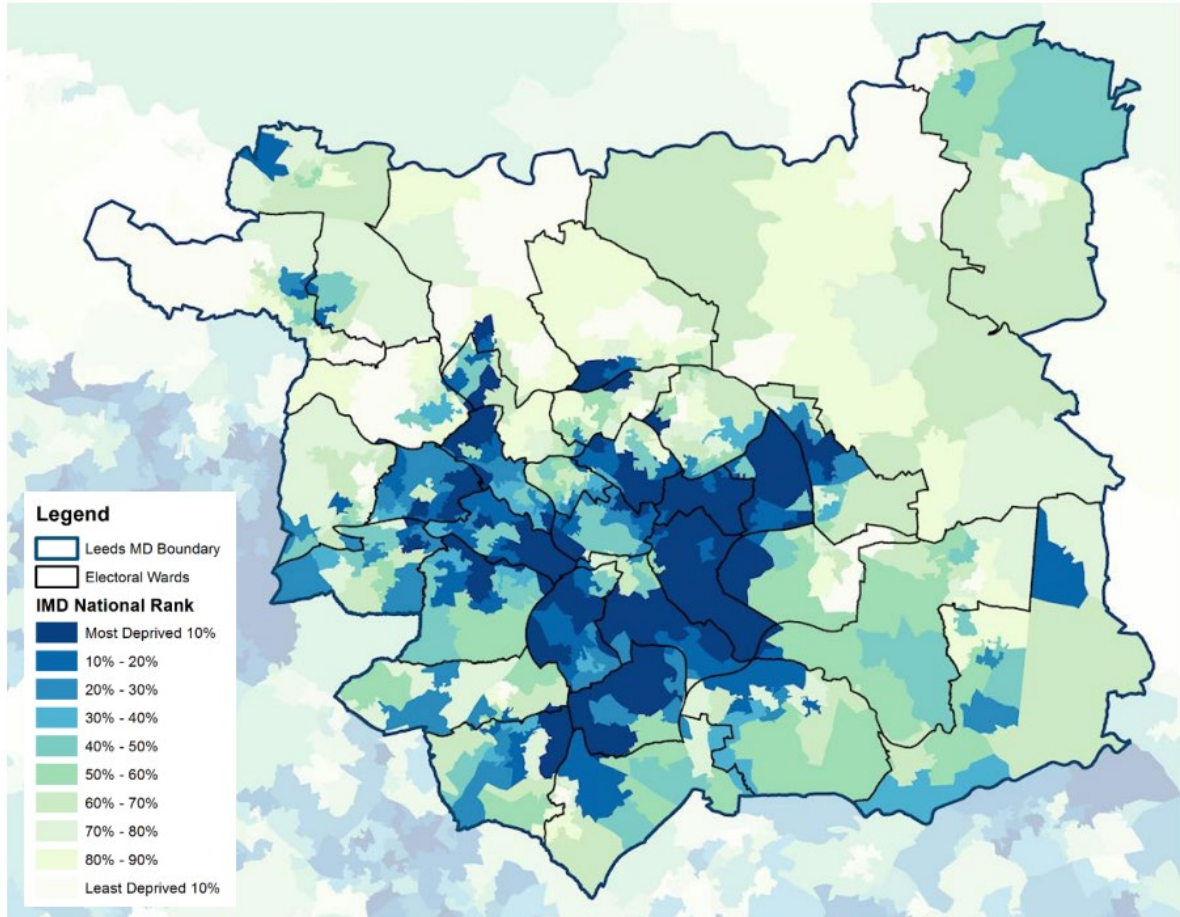 Legend
Leeds MD Boundary
Electoral Wards
IMD National Rank
Most Deprived 10%
10% - 20%
20% - 30%
30% - 40%
40% - 50%
50% - 60%
60% - 70%
70% - 80%
80% - 90%
Least Deprived 10%